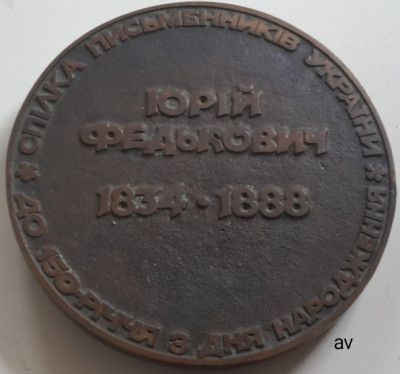 * СПІЛКА ПИСЬМЕННИКІВ УКРАЇНИ *
ЮРІЙ
ФЕДЬКОВИЧ
1834 • 1888
ДО 150-РІЧЧЯ З ДНЯ НАРОДЖЕННЯ
av